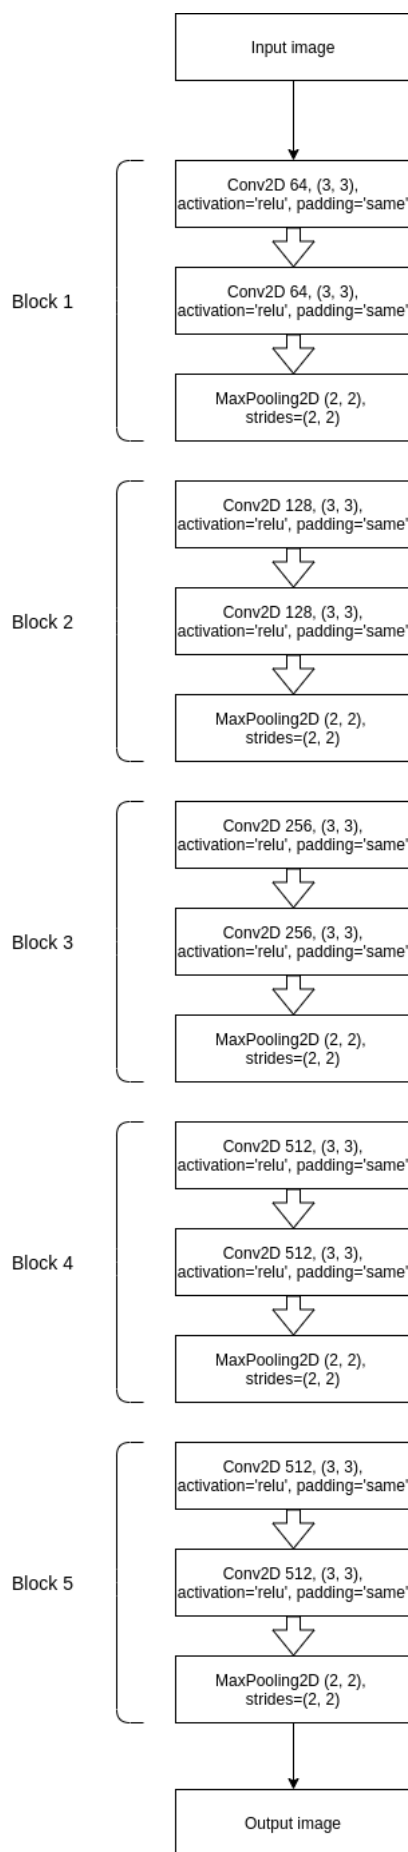 Input image
Block 1
Conv2D 64, (3, 3),
activation='relu', padding='same'
Conv2D 64, (3, 3),
activation='relu', padding='same'
MaxPooling2D (2, 2),
strides=(2, 2)
Block 2
Conv2D 128, (3, 3),
activation='relu', padding='same'
Conv2D 128, (3, 3),
activation='relu', padding='same'
MaxPooling2D (2, 2),
strides=(2, 2)
Block 3
Conv2D 256, (3, 3),
activation='relu', padding='same'
Conv2D 256, (3, 3),
activation='relu', padding='same'
MaxPooling2D (2, 2),
strides=(2, 2)
Block 4
Conv2D 512, (3, 3),
activation='relu', padding='same'
Conv2D 512, (3, 3),
activation='relu', padding='same'
MaxPooling2D (2, 2),
strides=(2, 2)
Block 5
Conv2D 512, (3, 3),
activation='relu', padding='same'
Conv2D 512, (3, 3),
activation='relu', padding='same'
MaxPooling2D (2, 2),
strides=(2, 2)
Output image